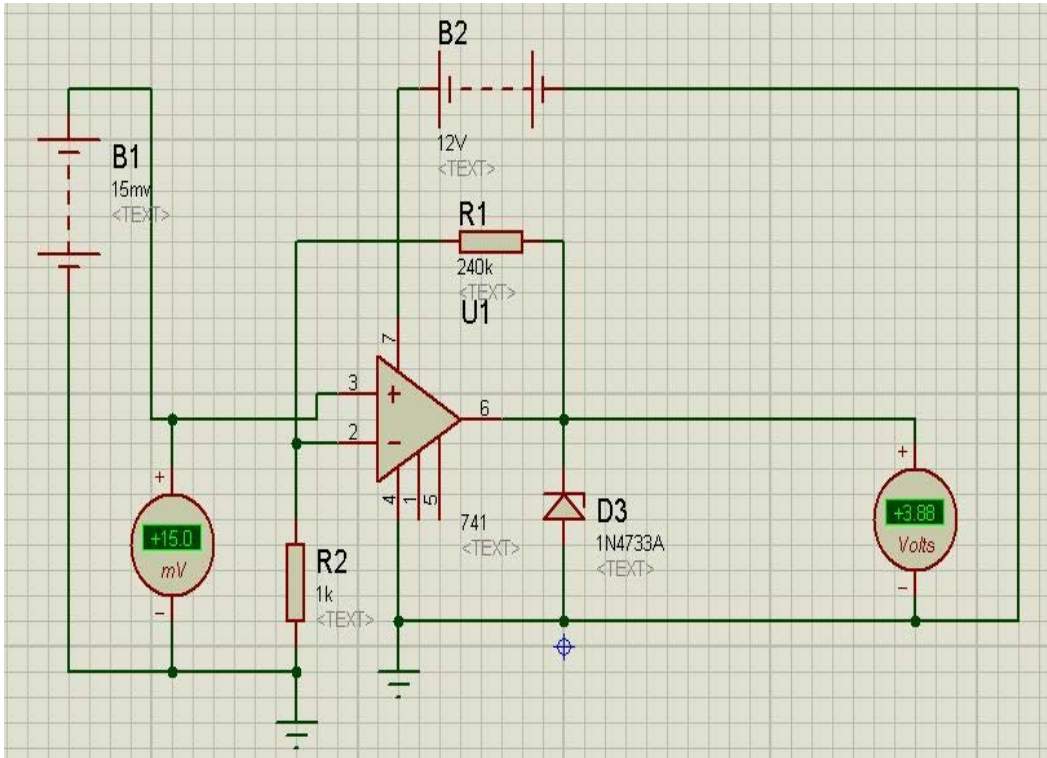 B2
12V
<TEXT>
B1
15mv
<TEXT>
R1
240k
<TEXT>
U1
7
3
+
6
2
-
4
1
5
741
<TEXT>
+
+15.0
mV
-
R2
1k
<TEXT>
D3
1N4733A
<TEXT>
+
+3.88
Volts
-